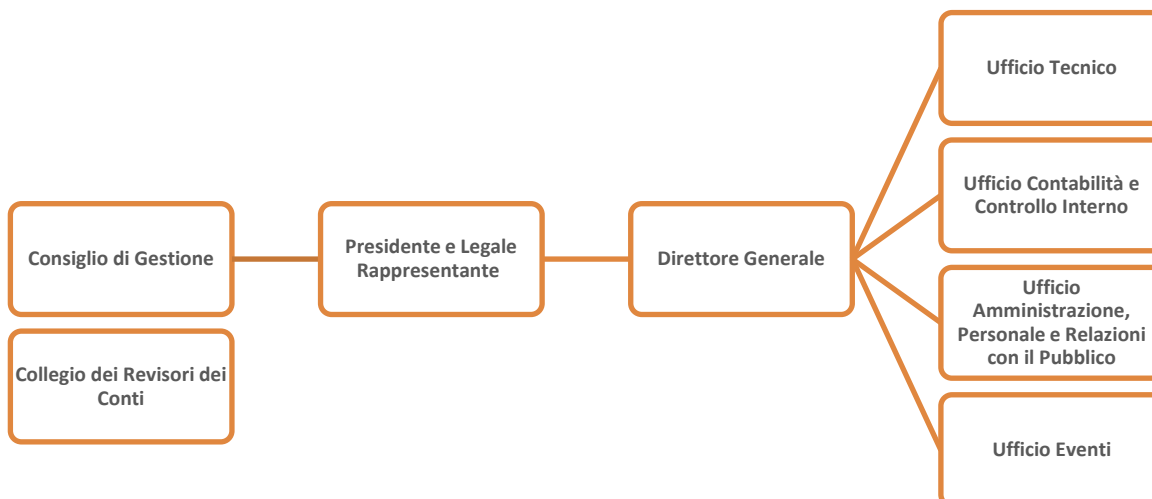 Consiglio di Gestione
Collegio dei Revisori dei
Conti
Presidente e Legale
Rappresentante
Direttore Generale
Ufficio Tecnico
Ufficio Contabilità e
Controllo Interno
Ufficio
Amministrazione,
Personale e Relazioni
con il Pubblico
Ufficio Eventi